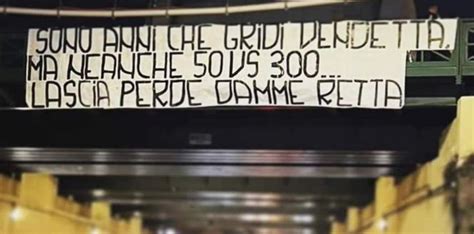 SONO ANNI CHE GRIDI VENDETTA,
MA NEANCHE 50 VS 300...
LASCIA PERDE DAMME RETTA